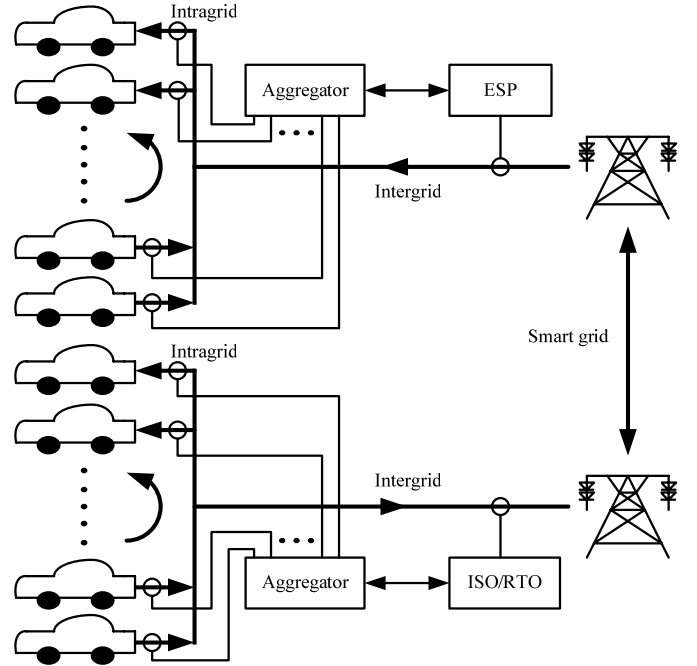 Intragrid
Aggregator
ESP
Intergrid
Smart grid
Intragrid
Intergrid
Aggregator
ISO/RTO